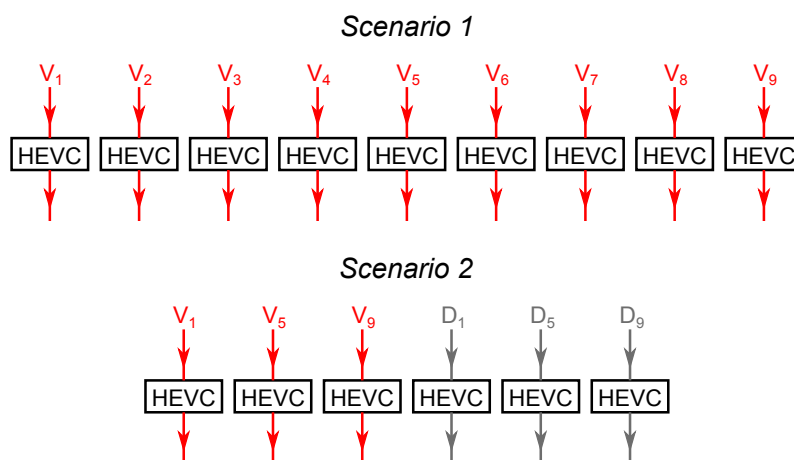 Scenario 1
V₁ V₂ V₃ V₄ V₅ V₆ V₇ V₈ V₉
HEVC HEVC HEVC HEVC HEVC HEVC HEVC HEVC HEVC
Scenario 2
V₁ V₅ V₉ D₁ D₅ D₉
HEVC HEVC HEVC HEVC HEVC HEVC